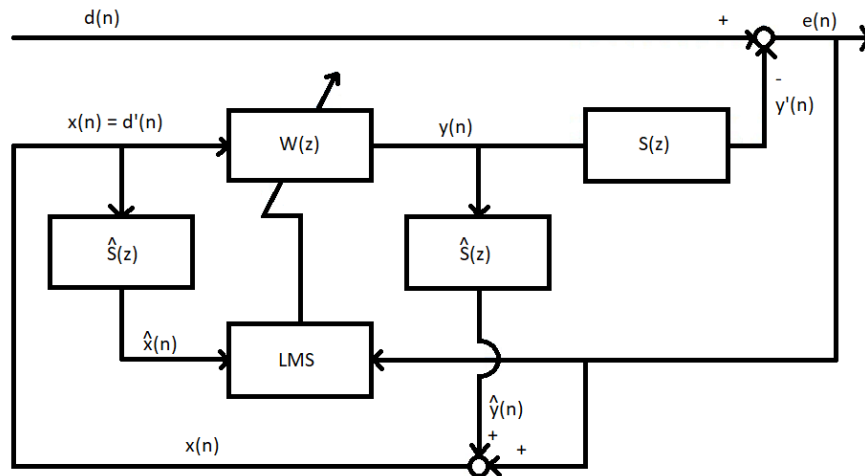 d(n)
+
e(n)
-
y'(n)
x(n) = d'(n)
W(z)
y(n)
S(z)
^
S(z)
^
S(z)
^
x(n)
LMS
^
y(n)
+
+
x(n)